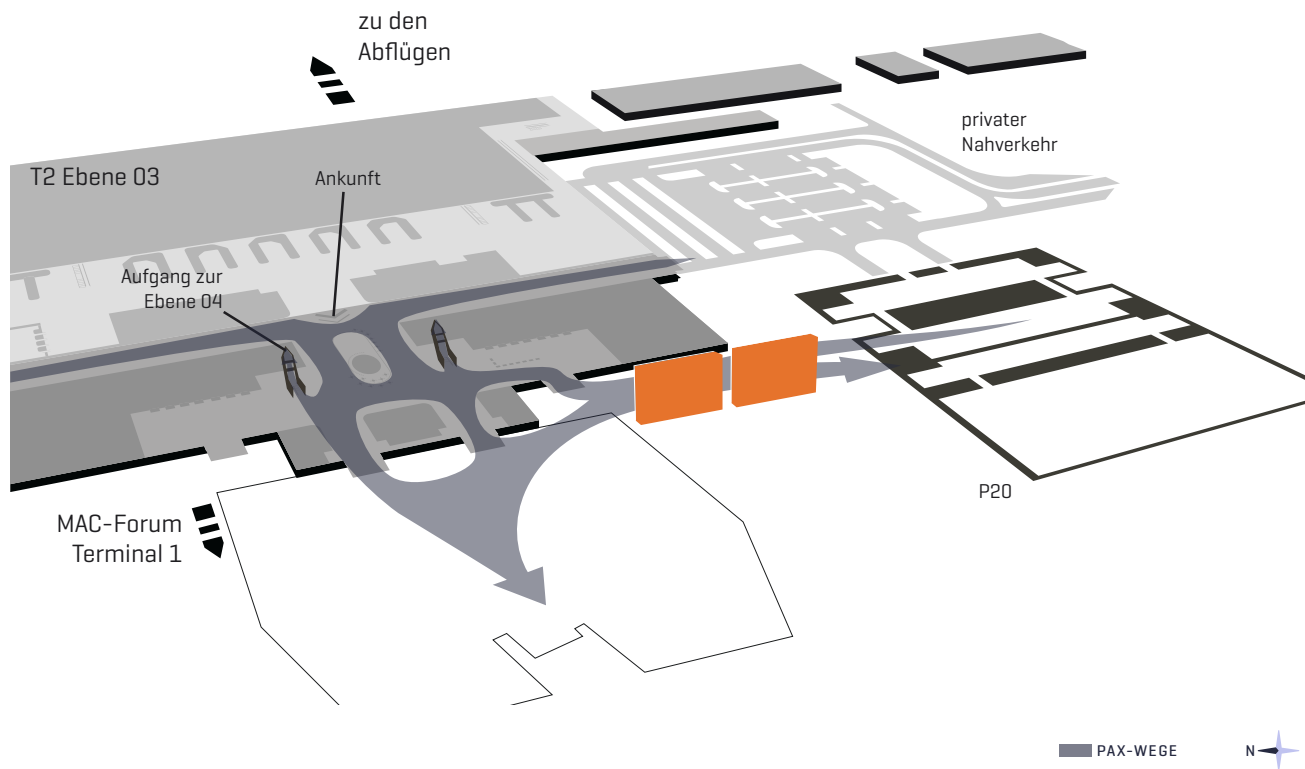 zu den
Abflügen
privater
Nahverkehr
T2 Ebene 03
Ankunft
Aufgang zur
Ebene 04
P20
MAC-Forum
Terminal 1
PAX-WEGE
N